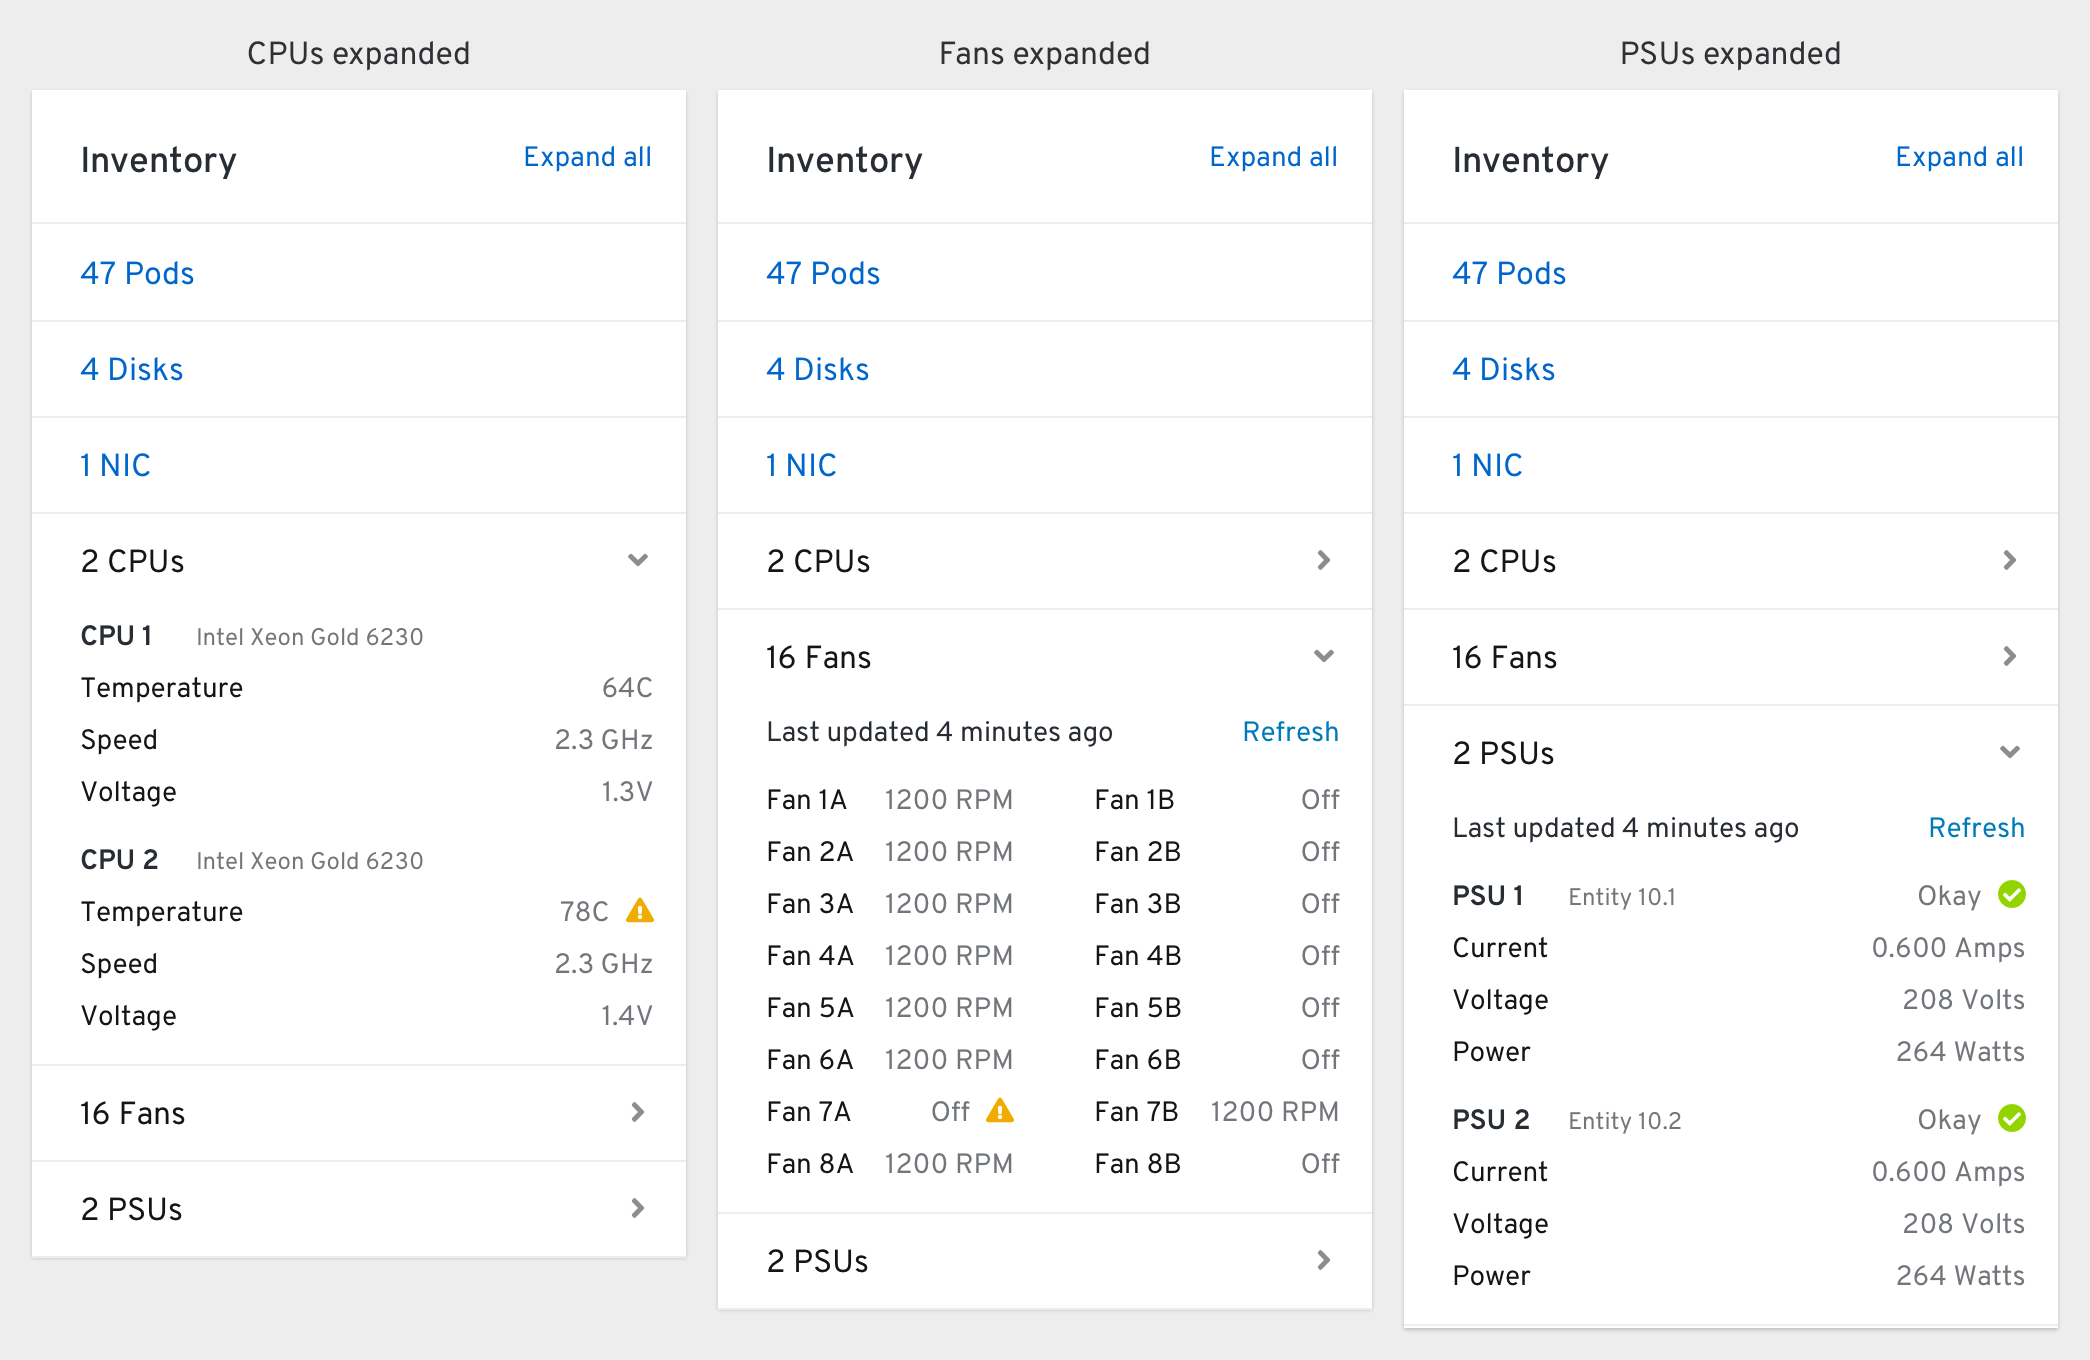 CPUs expanded
Inventory Expand all
47 Pods
4 Disks
1 NIC
2 CPUs
CPU 1 Intel Xeon Gold 6230
Temperature 64C
Speed 2.3 GHz
Voltage 1.3V
CPU 2 Intel Xeon Gold 6230
Temperature 78C
Speed 2.3 GHz
Voltage 1.4V
16 Fans
2 PSUs
Fans expanded
Inventory Expand all
47 Pods
4 Disks
1 NIC
2 CPUs
16 Fans
Last updated 4 minutes ago Refresh
Fan 1A 1200 RPM Fan 1B Off
Fan 2A 1200 RPM Fan 2B Off
Fan 3A 1200 RPM Fan 3B Off
Fan 4A 1200 RPM Fan 4B Off
Fan 5A 1200 RPM Fan 5B Off
Fan 6A 1200 RPM Fan 6B Off
Fan 7A Off Fan 7B 1200 RPM
Fan 8A 1200 RPM Fan 8B Off
2 PSUs
PSUs expanded
Inventory Expand all
47 Pods
4 Disks
1 NIC
2 CPUs
16 Fans
2 PSUs
Last updated 4 minutes ago Refresh
PSU 1 Entity 10.1 Okay
Current 0.600 Amps
Voltage 208 Volts
Power 264 Watts
PSU 2 Entity 10.2 Okay
Current 0.600 Amps
Voltage 208 Volts
Power 264 Watts